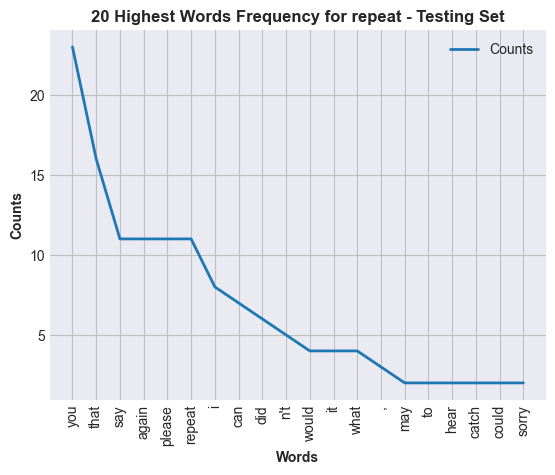 20 Highest Words Frequency for repeat - Testing Set
Counts
20
15
10
5
Counts
you
that
say
again
please
repeat
i
can
did
n't
would
it
what
,
may
to
hear
catch
could
sorry
Words